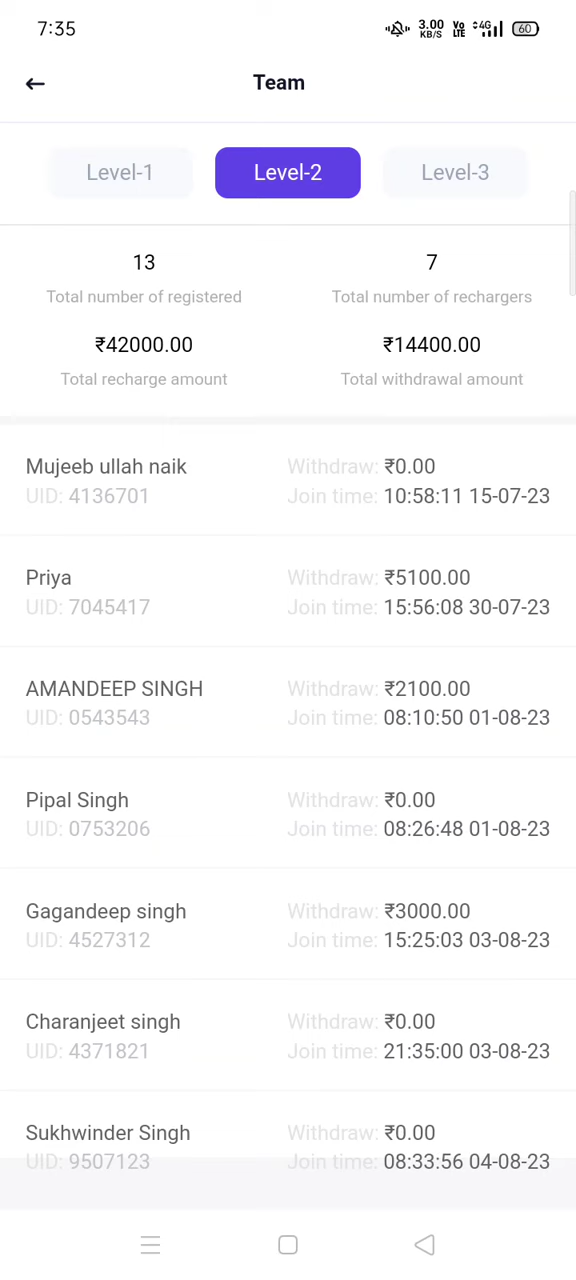 7:35
3.00 KB/S Vo LTE 4G 60
Team
Level-1 Level-2 Level-3
13 7
Total number of registered Total number of rechargers
₹42000.00 ₹14400.00
Total recharge amount Total withdrawal amount
Mujeeb ullah naik Withdraw: ₹0.00
UID: 4136701 Join time: 10:58:11 15-07-23
Priya Withdraw: ₹5100.00
UID: 7045417 Join time: 15:56:08 30-07-23
AMANDEEP SINGH Withdraw: ₹2100.00
UID: 0543543 Join time: 08:10:50 01-08-23
Pipal Singh Withdraw: ₹0.00
UID: 0753206 Join time: 08:26:48 01-08-23
Gagandeep singh Withdraw: ₹3000.00
UID: 4527312 Join time: 15:25:03 03-08-23
Charanjeet singh Withdraw: ₹0.00
UID: 4371821 Join time: 21:35:00 03-08-23
Sukhwinder Singh Withdraw: ₹0.00
UID: 9507123 Join time: 08:33:56 04-08-23